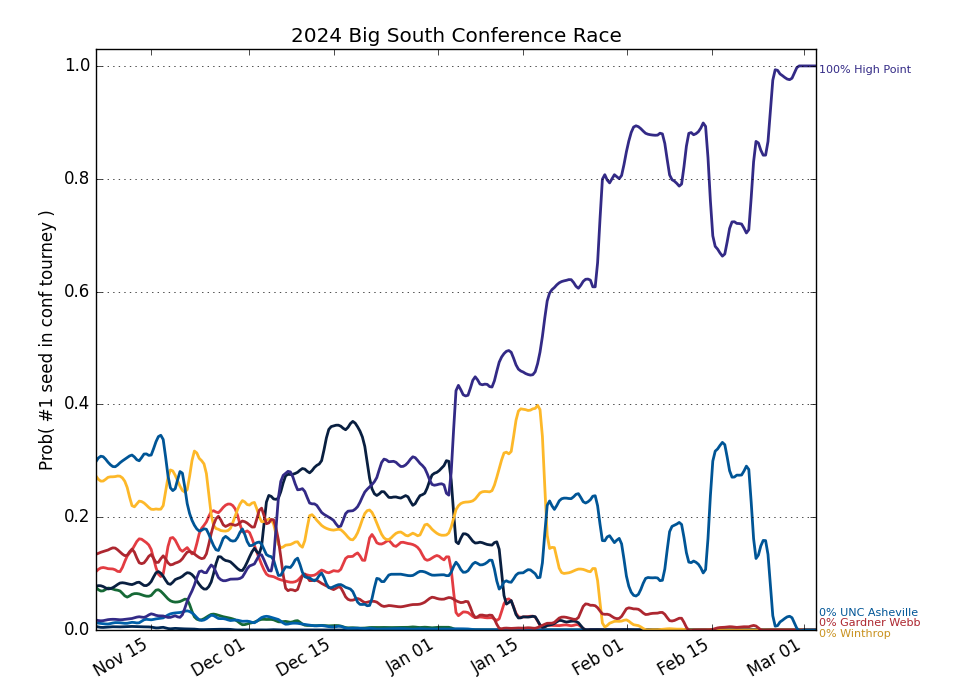 2024 Big South Conference Race
Prob( #1 seed in conf tourney )
1.0
0.8
0.6
0.4
0.2
0.0
Nov 15
Dec 01
Dec 15
Jan 01
Jan 15
Feb 01
Feb 15
Mar 01
100% High Point
0% UNC Asheville
0% Gardner Webb
0% Winthrop